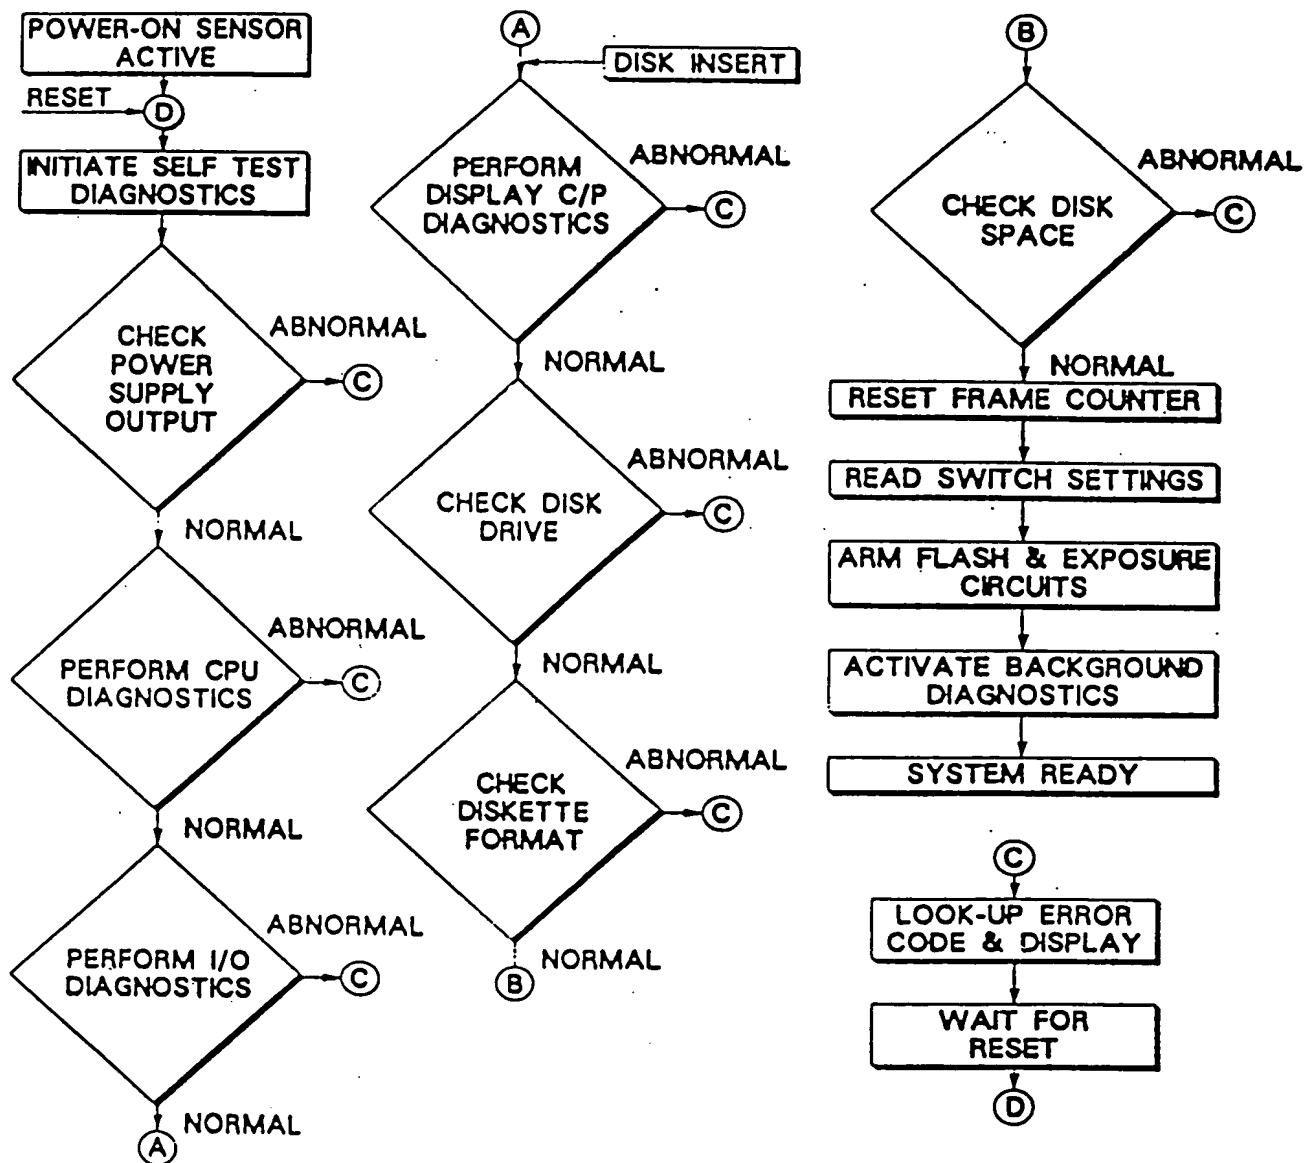 POWER-ON SENSOR
ACTIVE
RESET
D
INITIATE SELF TEST
DIAGNOSTICS
CHECK
POWER
SUPPLY
OUTPUT
ABNORMAL
C
NORMAL
PERFORM CPU
DIAGNOSTICS
ABNORMAL
C
NORMAL
PERFORM I/O
DIAGNOSTICS
ABNORMAL
C
NORMAL
A
A
DISK INSERT
PERFORM
DISPLAY C/P
DIAGNOSTICS
ABNORMAL
C
NORMAL
CHECK DISK
DRIVE
ABNORMAL
C
NORMAL
CHECK
DISKETTE
FORMAT
ABNORMAL
C
NORMAL
B
B
CHECK DISK
SPACE
ABNORMAL
C
NORMAL
RESET FRAME COUNTER
READ SWITCH SETTINGS
ARM FLASH & EXPOSURE
CIRCUITS
ACTIVATE BACKGROUND
DIAGNOSTICS
SYSTEM READY
C
LOOK-UP ERROR
CODE & DISPLAY
WAIT FOR
RESET
D